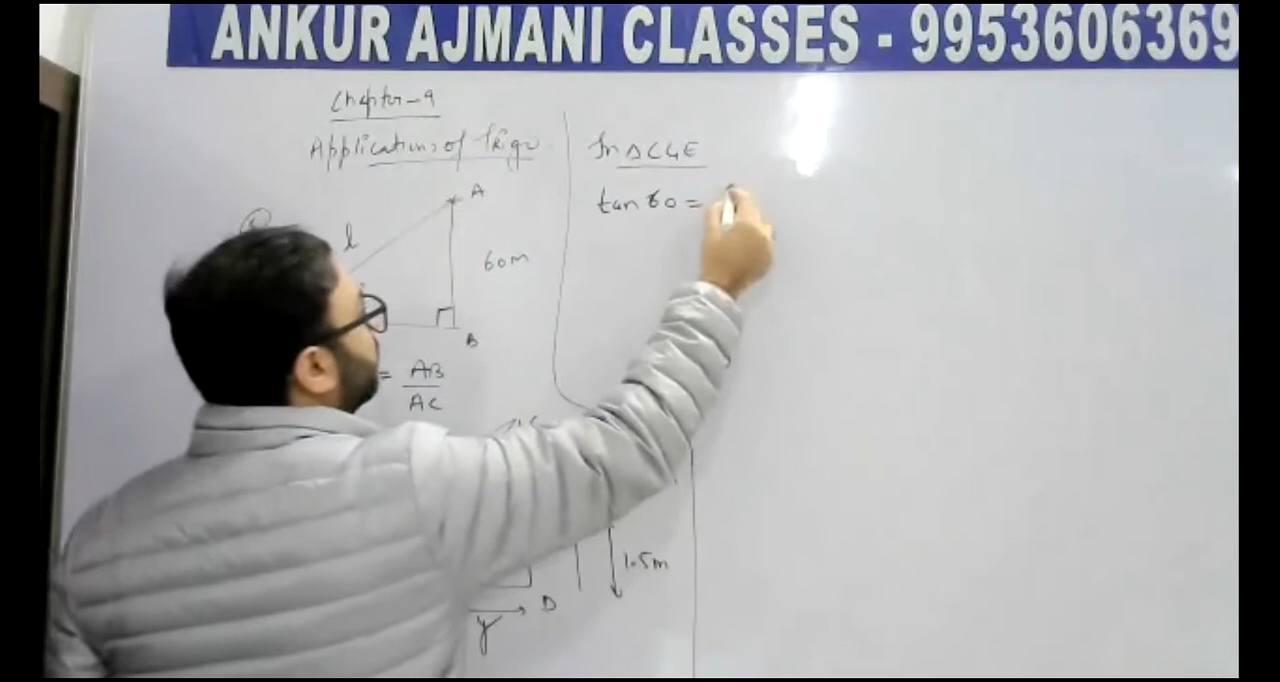 ANKUR AJMANI CLASSES - 9953606369
Chapter-9
Applications of Trigo
A
l
60m
B
= AB
AC
1.5m
D
y
In △CGE
tan 60 =